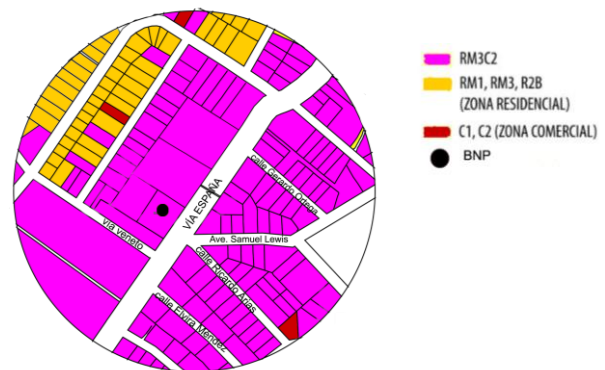 RM3C2
RM1, RM3, R2B
(ZONA RESIDENCIAL)
C1, C2 (ZONA COMERCIAL)
BNP
calle Gerardo Ortega
VÍA ESPAÑA
vía veneto
Ave. Samuel Lewis
calle Ricardo Arias
calle Elvira Méndez